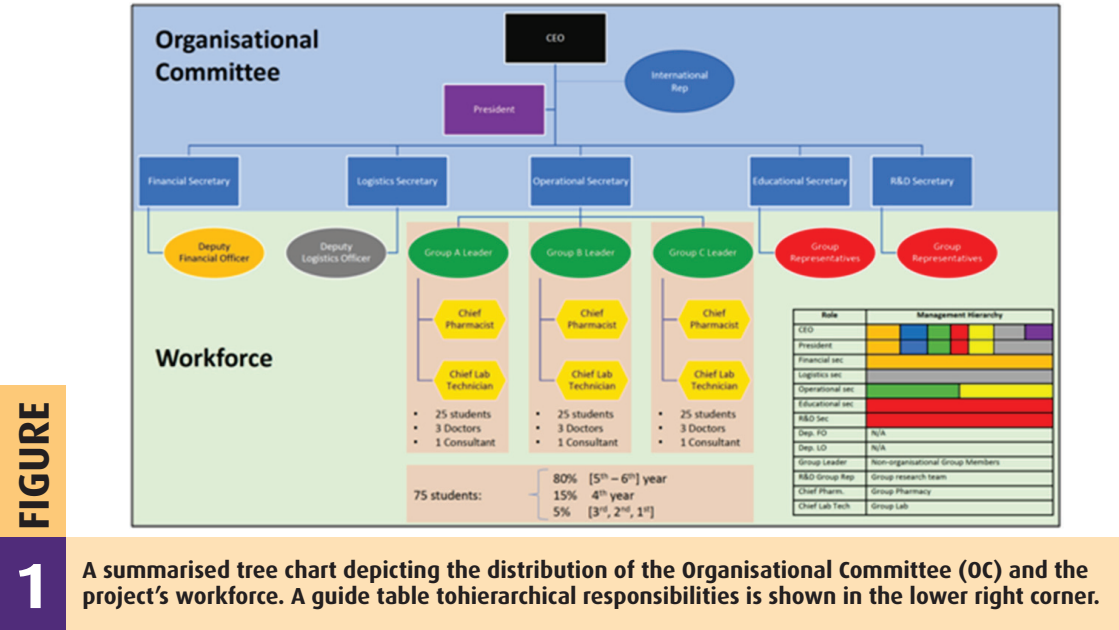 Organisational
Committee
CEO
International
Rep
President
Financial Secretary
Logistics Secretary
Operational Secretary
Educational Secretary
R&D Secretary
Deputy
Financial Officer
Deputy
Logistics Officer
Group A Leader
Group B Leader
Group C Leader
Group
Representatives
Group
Representatives
Chief
Pharmacist
Chief
Pharmacist
Chief
Pharmacist
Workforce
Chief Lab
Technician
Chief Lab
Technician
Chief Lab
Technician
• 25 students
• 3 Doctors
• 1 Consultant
• 25 students
• 3 Doctors
• 1 Consultant
• 25 students
• 3 Doctors
• 1 Consultant
75 students:
80% [5th – 6th] year
15% 4th year
5% [3rd, 2nd, 1st]
Role Management Hierarchy
CEO
President
Financial sec
Logistics sec
Operational sec
Educational sec
R&D Sec
Dep. FO N/A
Dep. LO N/A
Group Leader Non-organisational Group Members
R&D Group Rep Group research team
Chief Pharm. Group Pharmacy
Chief Lab Tech Group Lab
FIGURE
1
A summarised tree chart depicting the distribution of the Organisational Committee (OC) and the
project’s workforce. A guide table tohierarchical responsibilities is shown in the lower right corner.